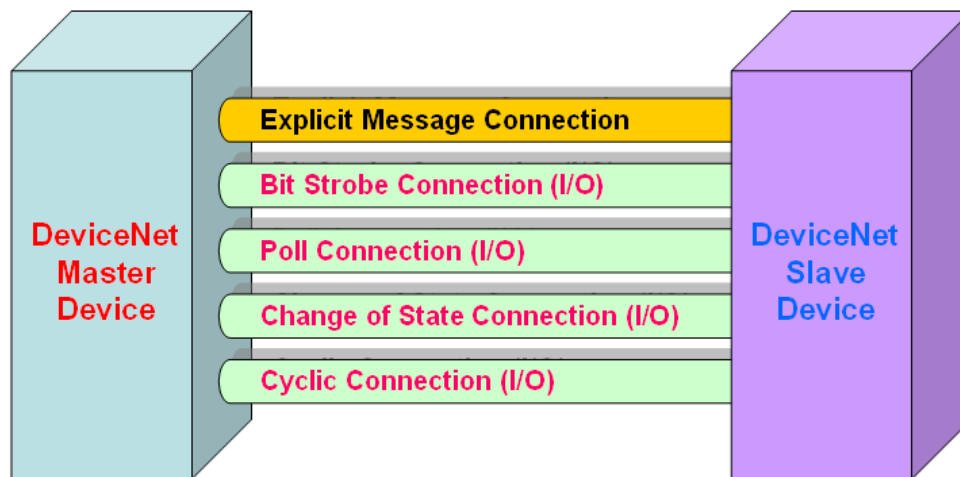 Explicit Message Connection
Bit Strobe Connection (I/O)
DeviceNet
Master
Device
Poll Connection (I/O)
Change of State Connection (I/O)
Cyclic Connection (I/O)
DeviceNet
Slave
Device